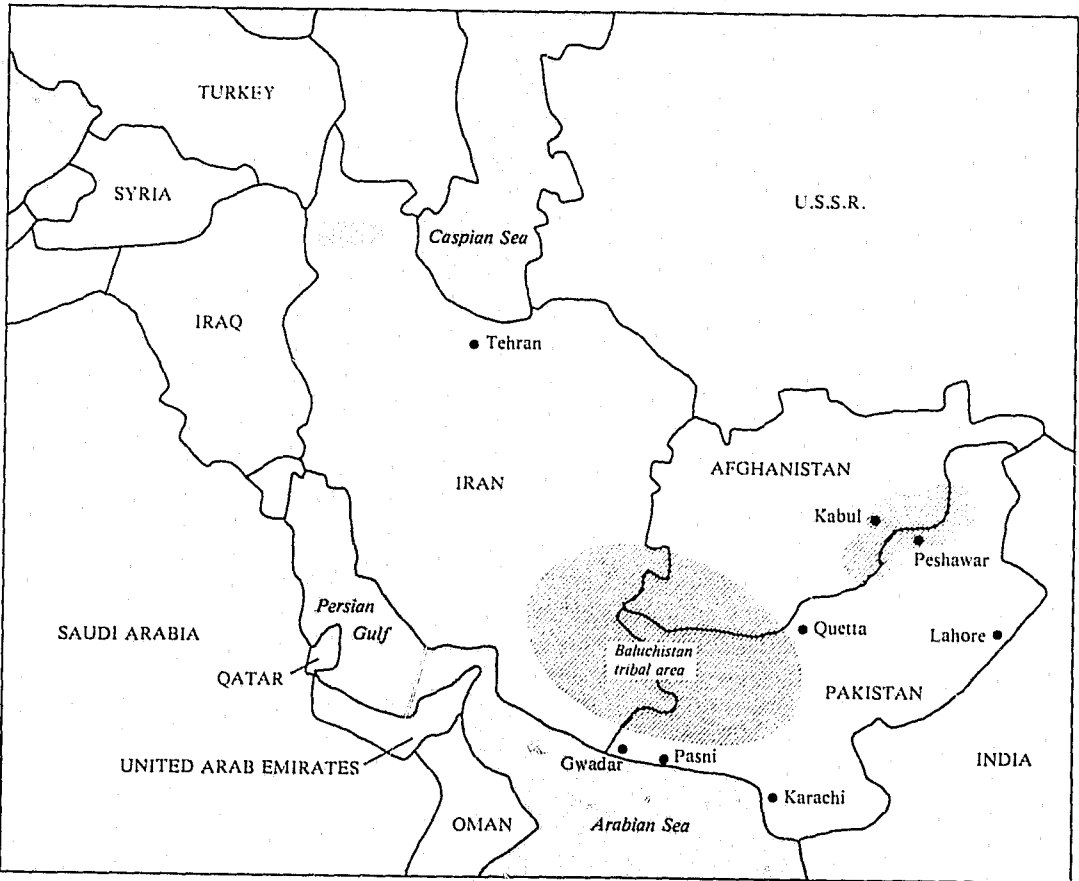 TURKEY
SYRIA
U.S.S.R.
Caspian Sea
IRAQ
Tehran
AFGHANISTAN
IRAN
Kabul
Peshawar
Persian
Gulf
SAUDI ARABIA
Quetta
Lahore
Baluchistan
tribal area
QATAR
PAKISTAN
Gwadar
Pasni
INDIA
UNITED ARAB EMIRATES
Karachi
OMAN
Arabian Sea